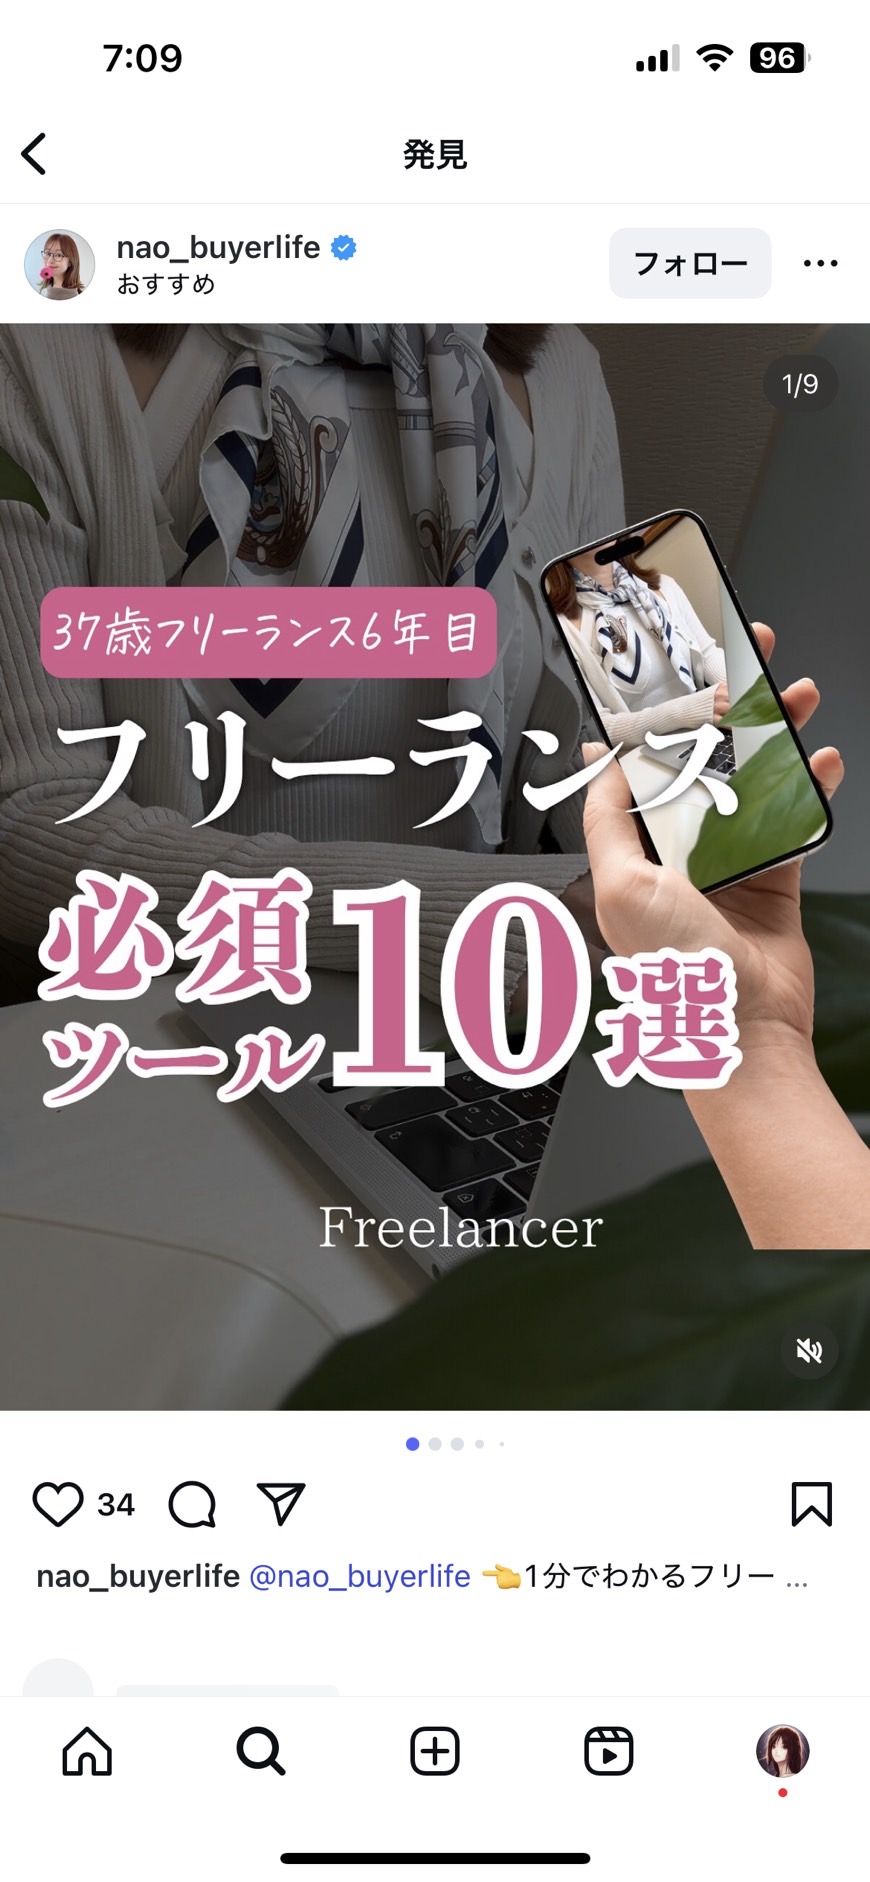 7:09
96
発見
nao_buyerlife
おすすめ
フォロー
1/9
37歳フリーランス6年目
フリーランス
必須
ツール
10選
Freelancer
34
nao_buyerlife @nao_buyerlife 👈1分でわかるフリー ...